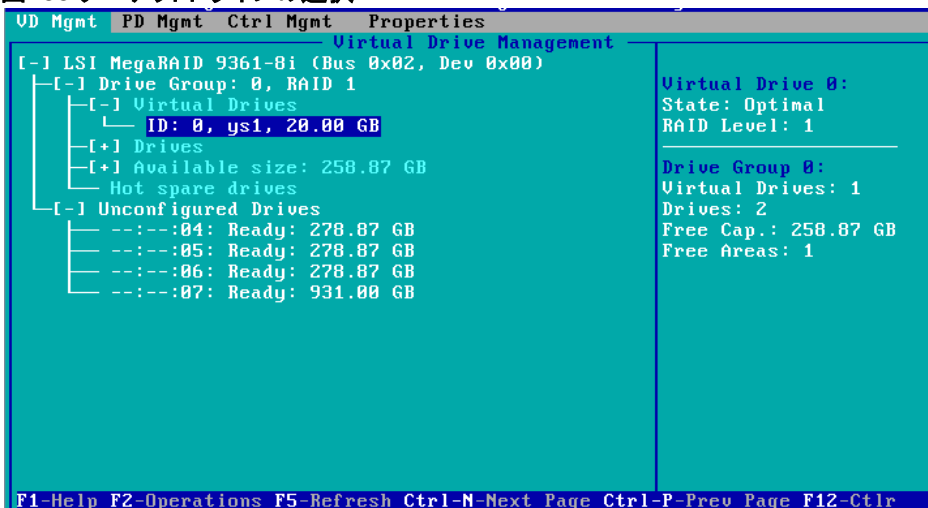 VD Mgmt PD Mgmt Ctrl Mgmt Properties
Virtual Drive Management
[-] LSI MegaRAID 9361-8i (Bus 0x02, Dev 0x00)
[-] Drive Group: 0, RAID 1
[-] Virtual Drives
ID: 0, ys1, 20.00 GB
[+] Drives
[+] Available size: 258.87 GB
Hot spare drives
[-] Unconfigured Drives
--:--:04: Ready: 278.87 GB
--:--:05: Ready: 278.87 GB
--:--:06: Ready: 278.87 GB
--:--:07: Ready: 931.00 GB
Virtual Drive 0:
State: Optimal
RAID Level: 1
Drive Group 0:
Virtual Drives: 1
Drives: 2
Free Cap.: 258.87 GB
Free Areas: 1
F1-Help F2-Operations F5-Refresh Ctrl-N-Next Page Ctrl-P-Prev Page F12-Ctlr